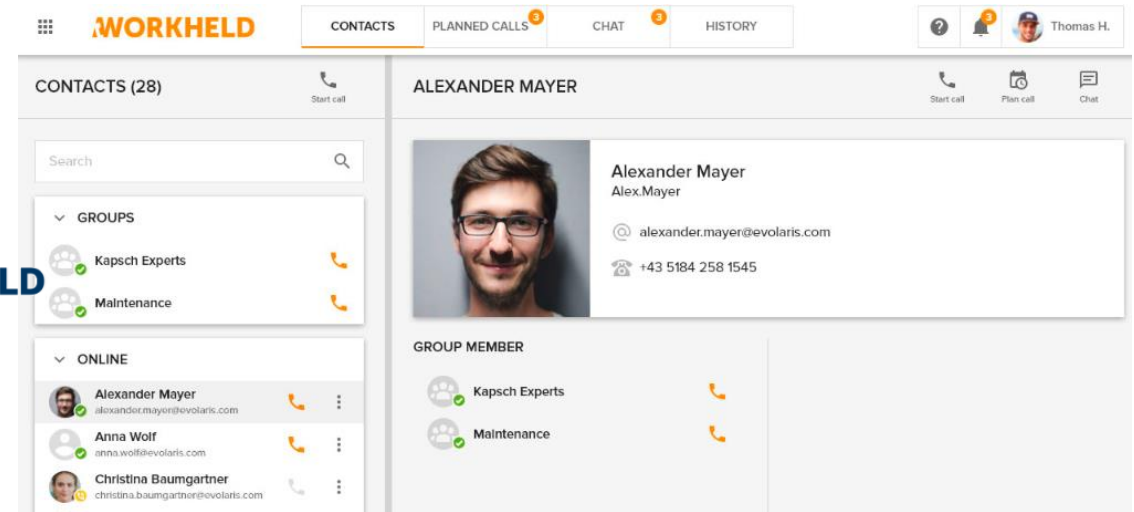 WORKHELD
CONTACTS
PLANNED CALLS 3
CHAT 3
HISTORY
3
Thomas H.
CONTACTS (28)
Start call
ALEXANDER MAYER
Start call
Plan call
Chat
Search
GROUPS
Kapsch Experts
Maintenance
LD
ONLINE
Alexander Mayer
alexander.mayer@evolaris.com
Anna Wolf
anna.wolf@evolaris.com
Christina Baumgartner
christina.baumgartner@evolaris.com
Alexander Mayer
Alex.Mayer
@ alexander.mayer@evolaris.com
+43 5184 258 1545
GROUP MEMBER
Kapsch Experts
Maintenance